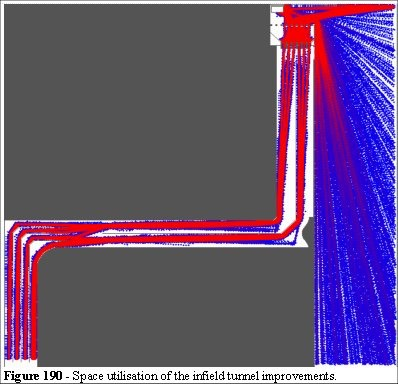 Figure 190 - Space utilisation of the infield tunnel improvements.